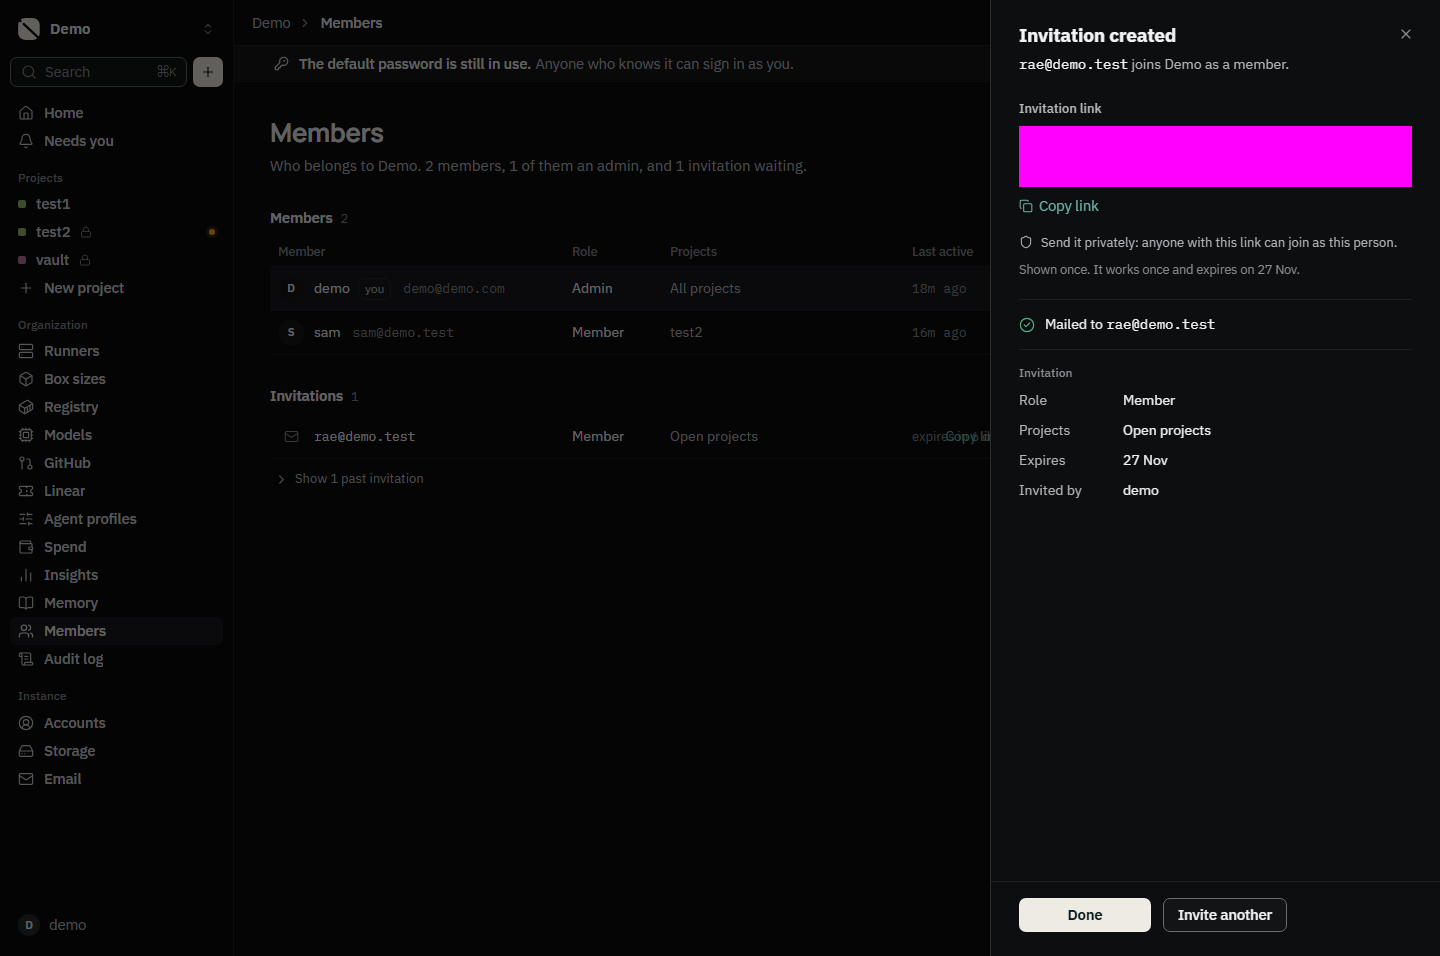 Demo
Search ⌘K
Home
Needs you
Projects
test1
test2
vault
New project
Organization
Runners
Box sizes
Registry
Models
GitHub
Linear
Agent profiles
Spend
Insights
Memory
Members
Audit log
Instance
Accounts
Storage
Email
D demo
Demo > Members
The default password is still in use. Anyone who knows it can sign in as you.
Members
Who belongs to Demo. 2 members, 1 of them an admin, and 1 invitation waiting.
Members 2
Member Role Projects Last active
D demo you demo@demo.com Admin All projects 18m ago
S sam sam@demo.test Member test2 16m ago
Invitations 1
rae@demo.test Member Open projects
Show 1 past invitation
Invitation created
rae@demo.test joins Demo as a member.
Invitation link
Copy link
Send it privately: anyone with this link can join as this person.
Shown once. It works once and expires on 27 Nov.
Mailed to rae@demo.test
Invitation
Role Member
Projects Open projects
Expires 27 Nov
Invited by demo
Done
Invite another